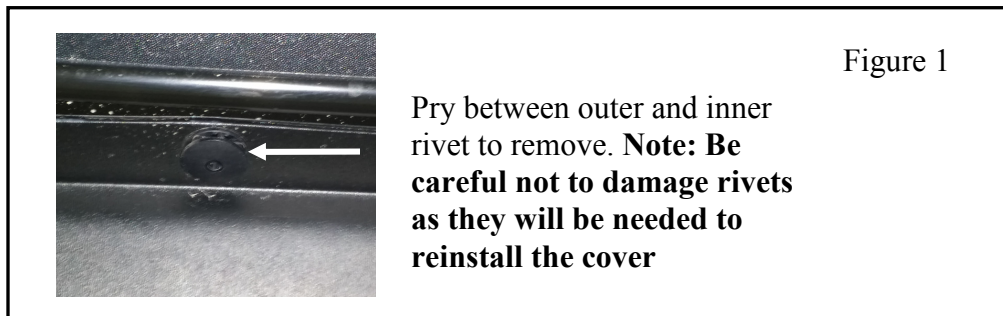 Figure 1
Pry between outer and inner
rivet to remove. Note: Be
careful not to damage rivets
as they will be needed to
reinstall the cover